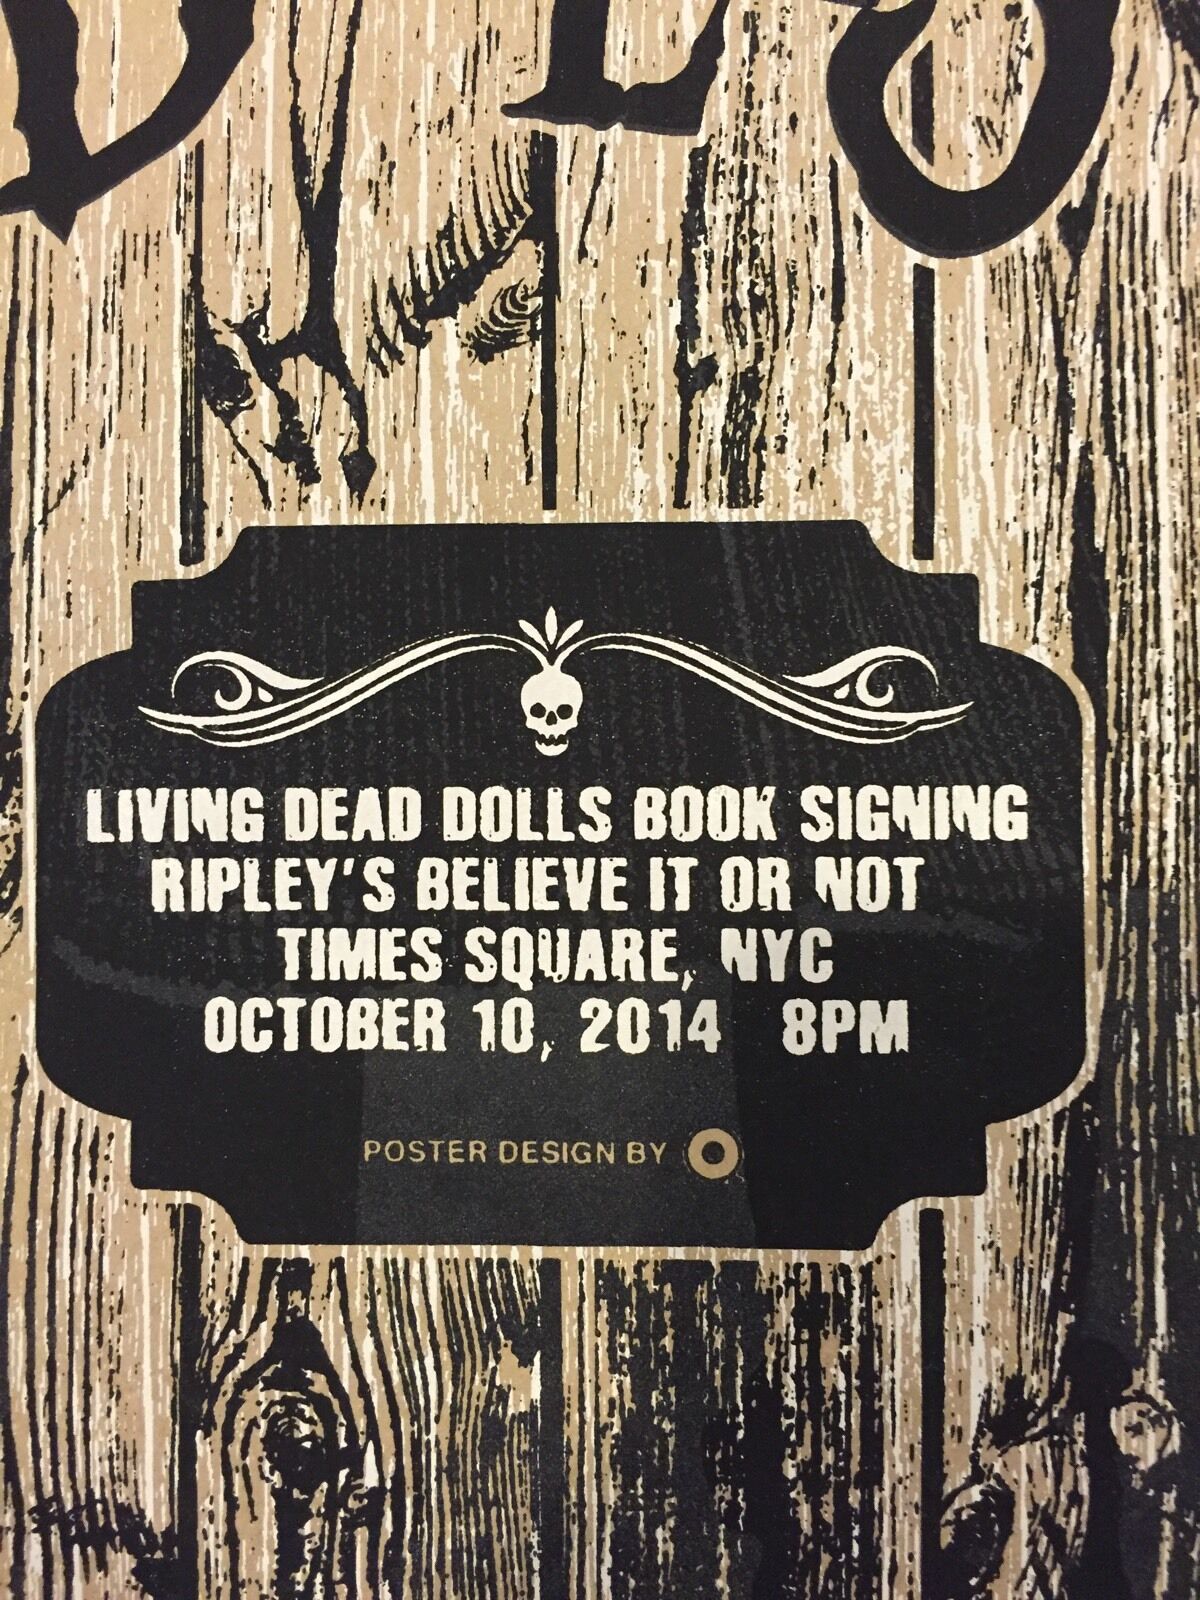 LIVING DEAD DOLLS BOOK SIGNING
RIPLEY'S BELIEVE IT OR NOT
TIMES SQUARE, NYC
OCTOBER 10, 2014 8PM
POSTER DESIGN BY